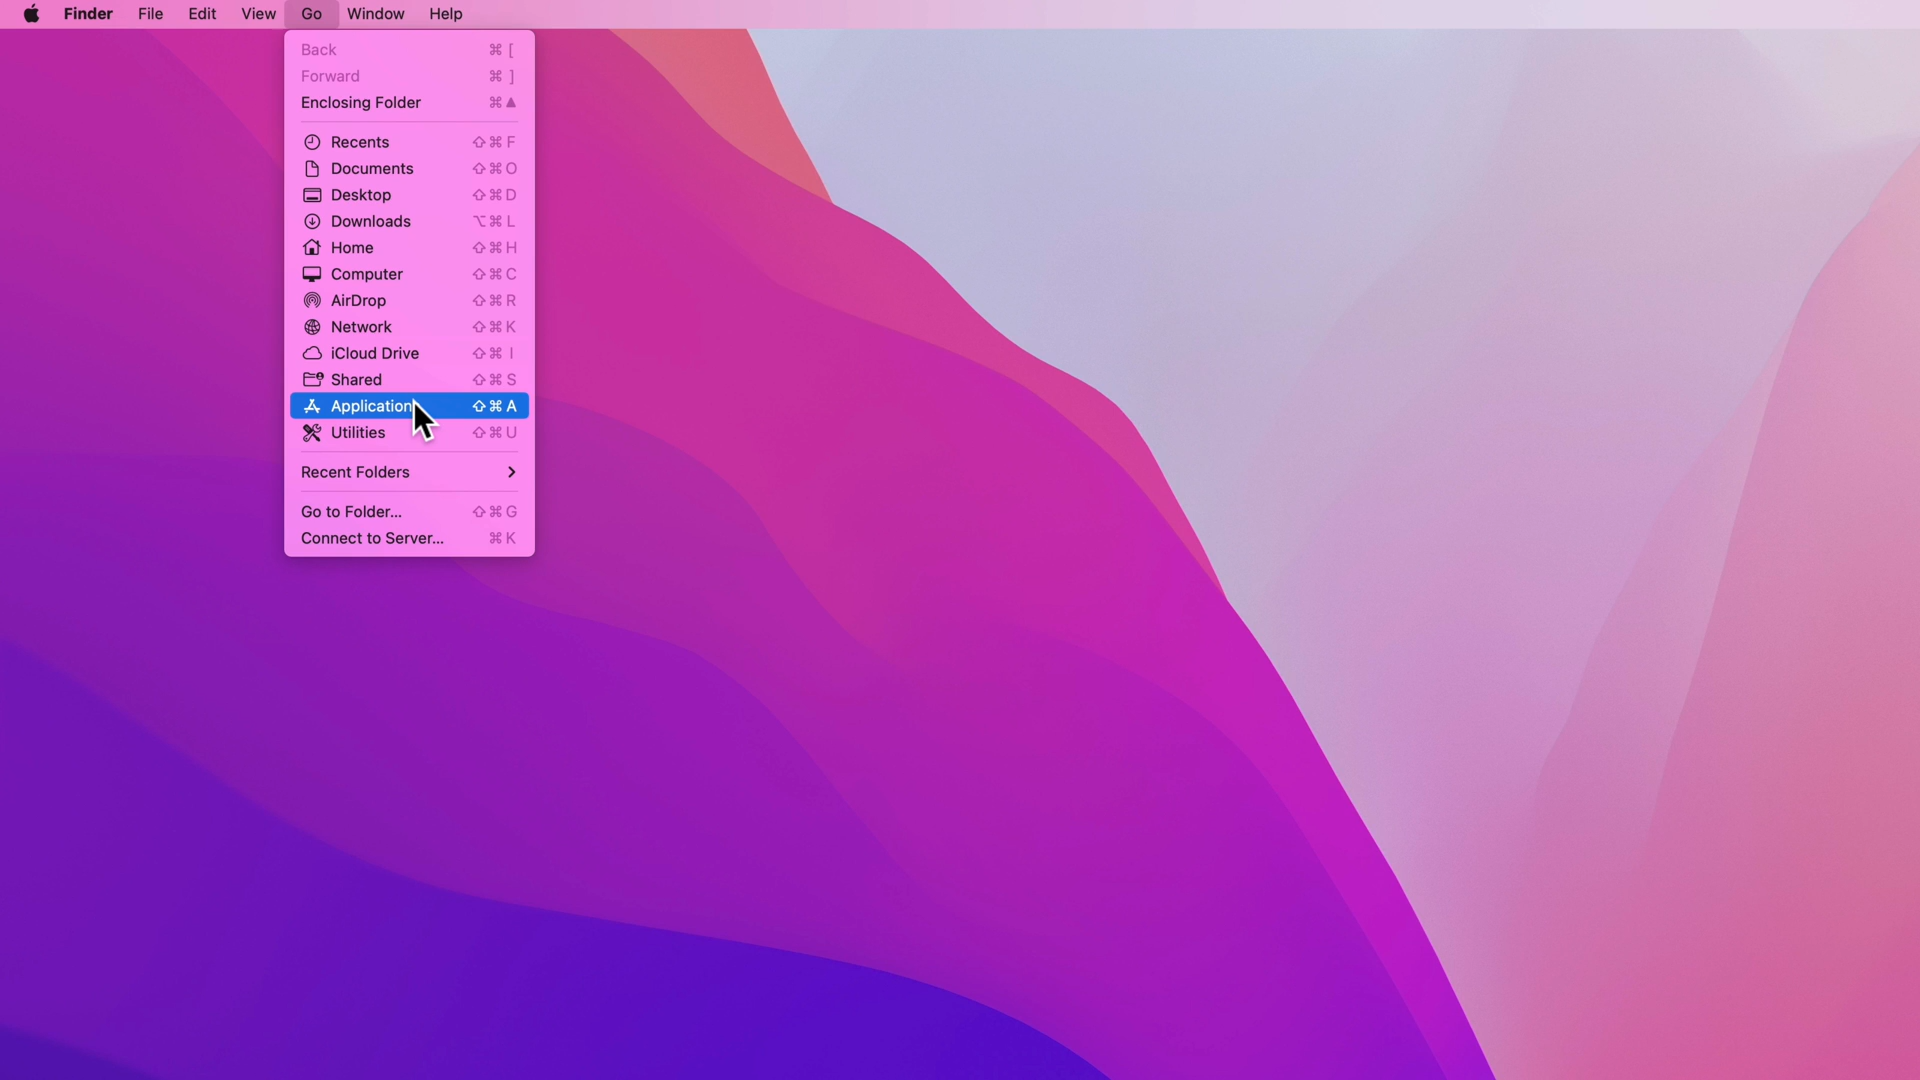 Finder File Edit View Go Window Help
Back ⌘ [
Forward ⌘ ]
Enclosing Folder ⌘ ▲
Recents ⇧ ⌘ F
Documents ⇧ ⌘ O
Desktop ⇧ ⌘ D
Downloads ⌥ ⌘ L
Home ⇧ ⌘ H
Computer ⇧ ⌘ C
AirDrop ⇧ ⌘ R
Network ⇧ ⌘ K
iCloud Drive ⇧ ⌘ I
Shared ⇧ ⌘ S
Application ⇧ ⌘ A
Utilities ⇧ ⌘ U
Recent Folders
Go to Folder... ⇧ ⌘ G
Connect to Server... ⌘ K